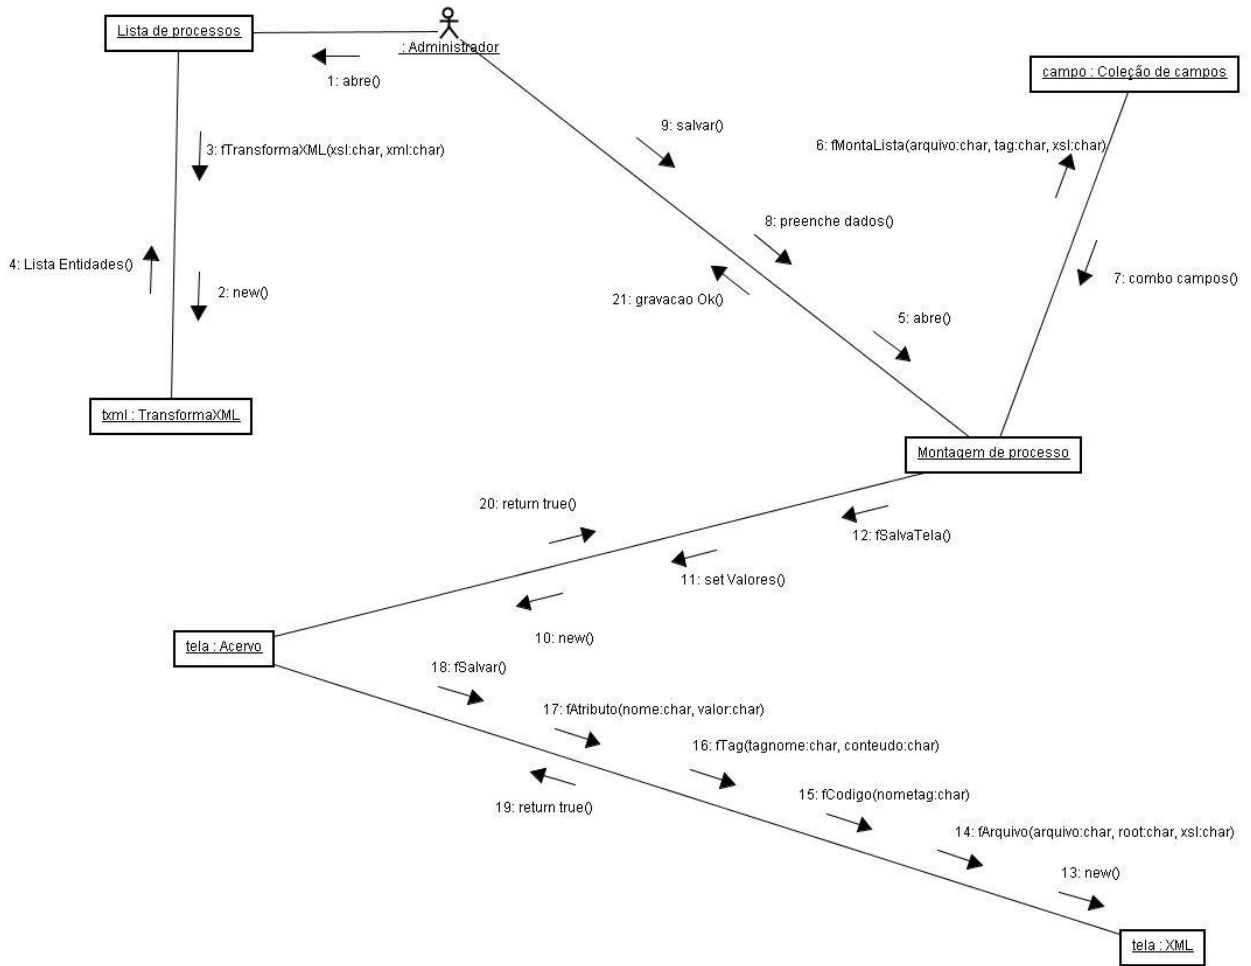 Lista de processos
: Administrador
1: abre()
campo : Coleção de campos
9: salvar()
3: fTransformaXML(xsl:char, xml:char)
6: fMontaLista(arquivo:char, tag:char, xsl:char)
8: preenche dados()
4: Lista Entidades()
2: new()
21: gravacao Ok()
7: combo campos()
5: abre()
txml : TransformaXML
Montagem de processo
20: return true()
12: fSalvaTela()
11: set Valores()
10: new()
tela : Acervo
18: fSalvar()
17: fAtributo(nome:char, valor:char)
16: fTag(tagnome:char, conteudo:char)
15: fCodigo(nometag:char)
19: return true()
14: fArquivo(arquivo:char, root:char, xsl:char)
13: new()
tela : XML